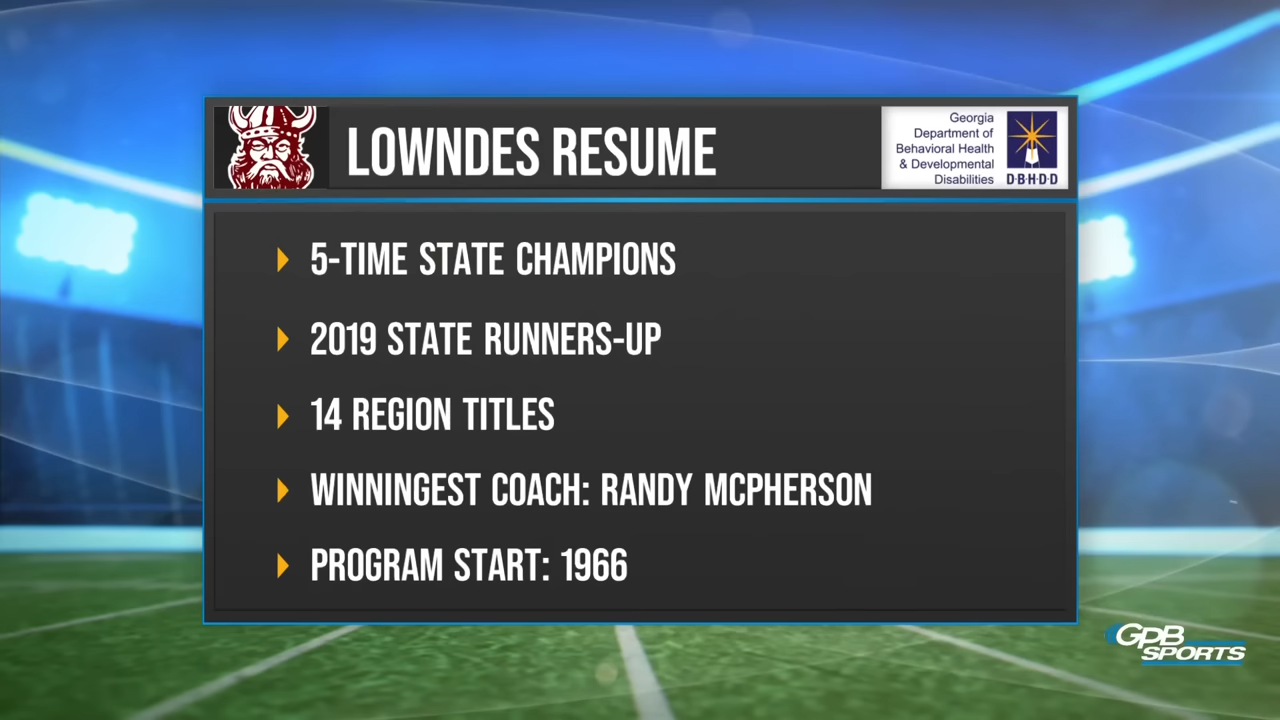 LOWNDES RESUME
Georgia
Department of
Behavioral Health
& Developmental
Disabilities
D·B·H·D·D
5-TIME STATE CHAMPIONS
2019 STATE RUNNERS-UP
14 REGION TITLES
WINNINGEST COACH: RANDY MCPHERSON
PROGRAM START: 1966
GPB
SPORTS